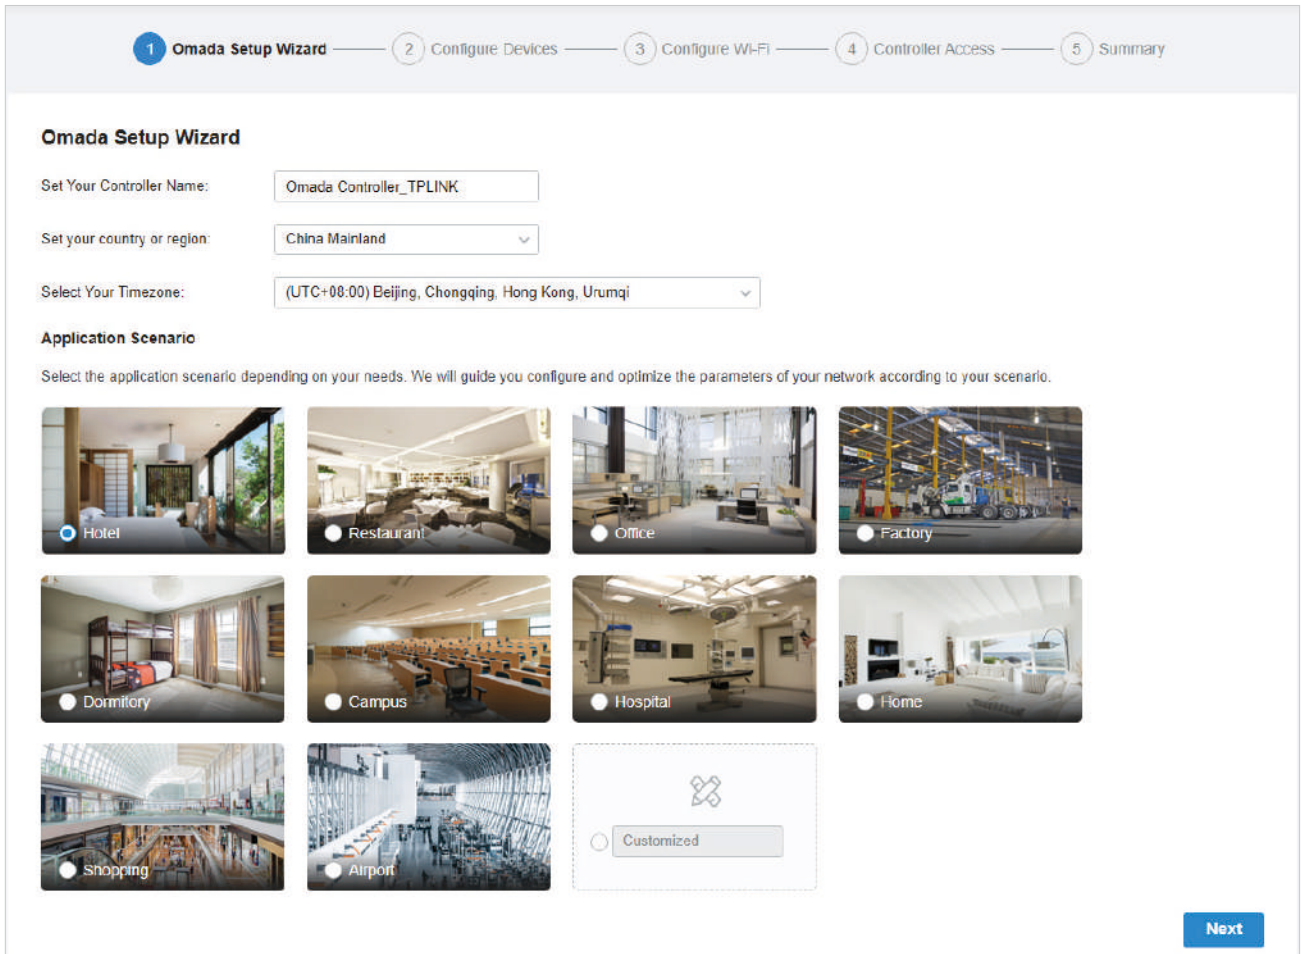 1 Omada Setup Wizard 2 Configure Devices 3 Configure Wi-Fi 4 Controller Access 5 Summary
Omada Setup Wizard
Set Your Controller Name: Omada Controller_TPLINK
Set your country or region: China Mainland
Select Your Timezone: (UTC+08:00) Beijing, Chongqing, Hong Kong, Urumqi
Application Scenario
Select the application scenario depending on your needs. We will guide you configure and optimize the parameters of your network according to your scenario.
Hotel Restaurant Office Factory
Dormitory Campus Hospital Home
Shopping Airport Customized
Next